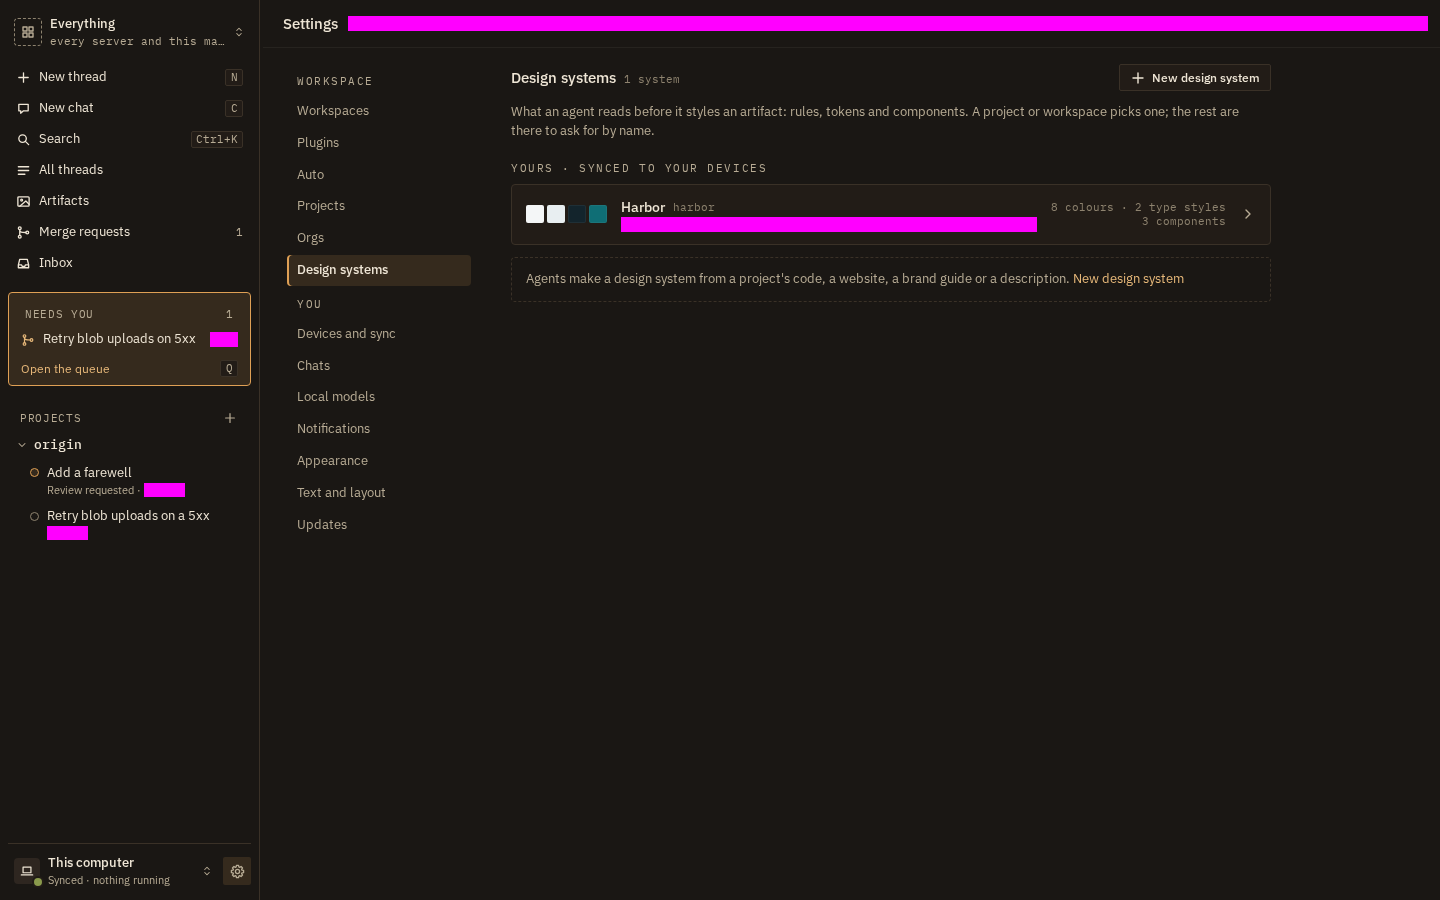 Everything
every server and this ma…
New thread N
New chat C
Search Ctrl+K
All threads
Artifacts
Merge requests 1
Inbox
NEEDS YOU 1
Retry blob uploads on 5xx
Open the queue Q
PROJECTS
origin
Add a farewell
Review requested ·
Retry blob uploads on a 5xx
This computer
Synced · nothing running
Settings
WORKSPACE
Workspaces
Plugins
Auto
Projects
Orgs
Design systems
YOU
Devices and sync
Chats
Local models
Notifications
Appearance
Text and layout
Updates
Design systems 1 system
New design system
What an agent reads before it styles an artifact: rules, tokens and components. A project or workspace picks one; the rest are
there to ask for by name.
YOURS · SYNCED TO YOUR DEVICES
Harbor harbor
8 colours · 2 type styles
3 components
Agents make a design system from a project's code, a website, a brand guide or a description. New design system